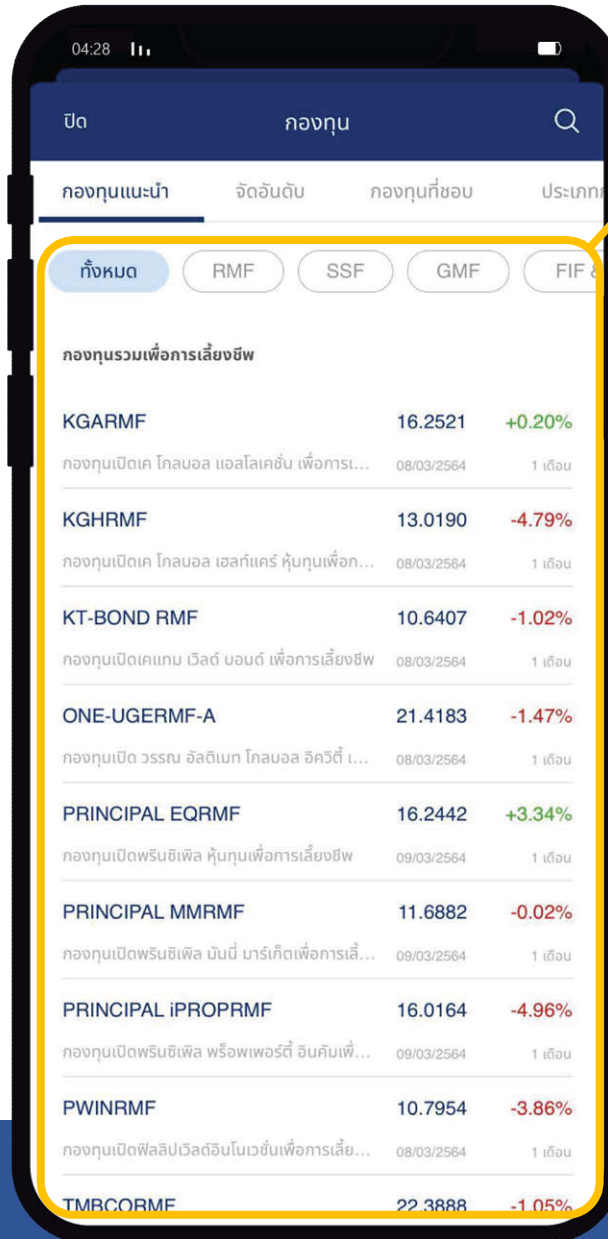 04:28
ปิด กองทุน
กองทุนแนะนำ จัดอันดับ กองทุนที่ชอบ
ทั้งหมด RMF SSF GMF FIF &
กองทุนรวมเพื่อการเลี้ยงชีพ
KGARMF 16.2521 +0.20%
กองทุนเปิดเค โกลบอล แอสโลเคชั่น เพื่อการเ... 08/03/2564 1 เดือน
KGHRMF 13.0190 -4.79%
กองทุนเปิดเค โกลบอล เฮลท์แคร์ หุ้นทุนเพื่อก... 08/03/2564 1 เดือน
KT-BOND RMF 10.6407 -1.02%
กองทุนเปิดเคแทม เวิลด์ บอนด์ เพื่อการเลี้ยงชีพ 08/03/2564 1 เดือน
ONE-UGERMF-A 21.4183 -1.47%
กองทุนเปิด วรรณ อัลติเมท โกลบอล อิควิตี้ เ... 08/03/2564 1 เดือน
PRINCIPAL EQRMF 16.2442 +3.34%
กองทุนเปิดพรินซิเพิล หุ้นทุนเพื่อการเลี้ยงชีพ 09/03/2564 1 เดือน
PRINCIPAL MMRMF 11.6882 -0.02%
กองทุนเปิดพรินซิเพิล มันนี่ มาร์เก็ตเพื่อการเลี้... 09/03/2564 1 เดือน
PRINCIPAL iPROPRMF 16.0164 -4.96%
กองทุนเปิดพรินซิเพิล พร็อพเพอร์ตี้ อินคัมเพื่... 09/03/2564 1 เดือน
PWINRMF 10.7954 -3.86%
กองทุนเปิดฟิลลิปเวิลด์อินโนเวชั่นเพื่อการเลี้ย... 08/03/2564 1 เดือน
TMBCORMF 22.3888 -1.05%